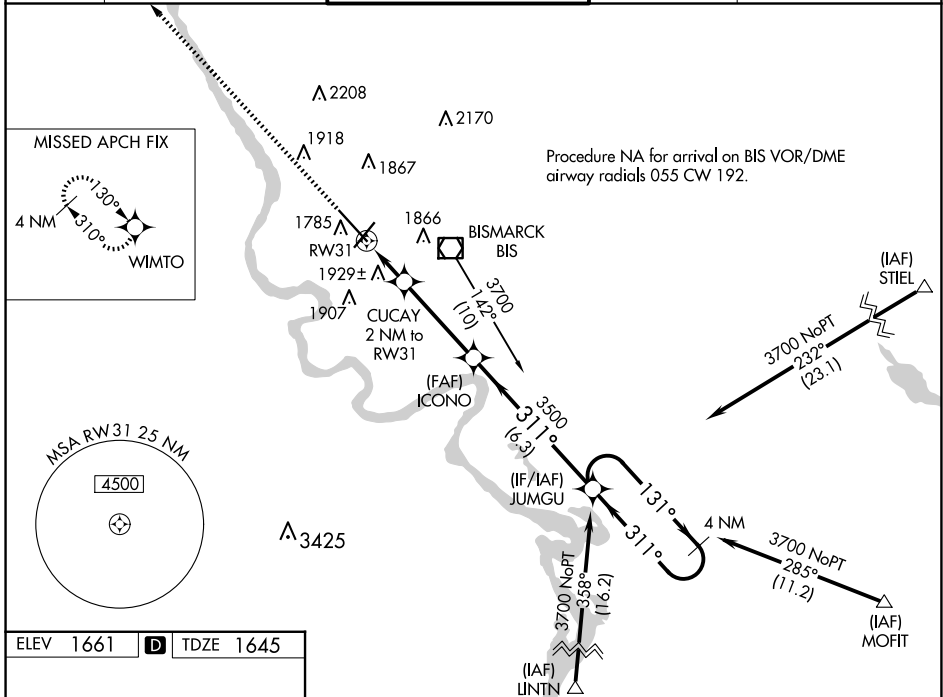 2208
2170
1918
1867
MISSED APCH FIX
130°
4 NM
310°
WIMTO
Procedure NA for arrival on BIS VOR/DME
airway radials 055 CW 192.
1785
1866
BISMARCK
BIS
RW31
1929±
1907
CUCAY
2 NM to
RW31
3700
142°
(10)
(IAF)
STIEL
3700 NoPT
232°
(23.1)
(FAF)
ICONO
3500
311°
(6.3)
MSA RW31 25 NM
4500
(IF/IAF)
JUMGU
131°
311°
4 NM
3425
3700 NoPT
285°
(11.2)
3700 NoPT
358°
(16.2)
(IAF)
MOFIT
(IAF)
LINTN
ELEV 1661 D TDZE 1645